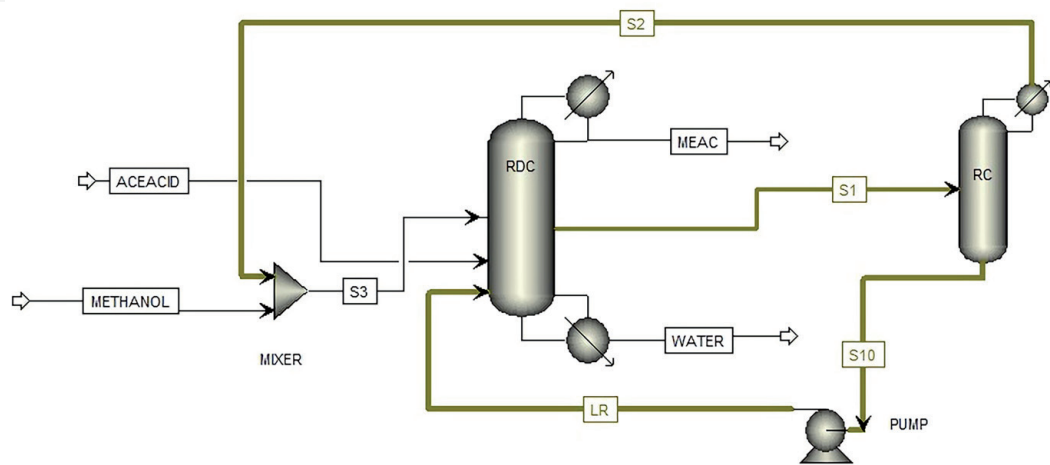 S2
MEAC
RDC
RC
ACEACID
S1
METHANOL
S3
MIXER
WATER
S10
LR
PUMP